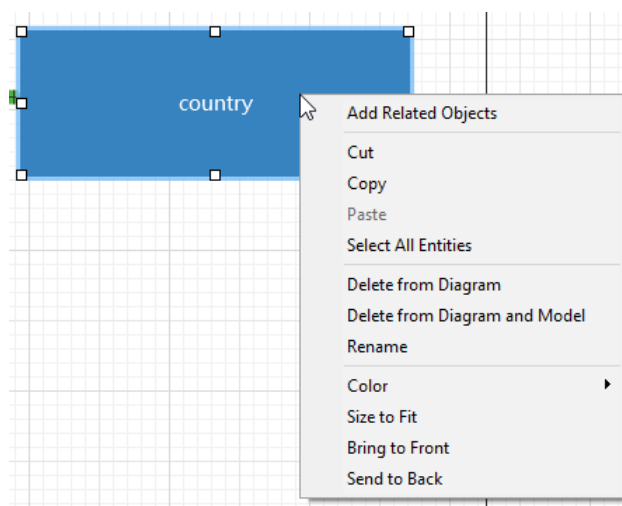 country
Add Related Objects
Cut
Copy
Paste
Select All Entities
Delete from Diagram
Delete from Diagram and Model
Rename
Color
Size to Fit
Bring to Front
Send to Back